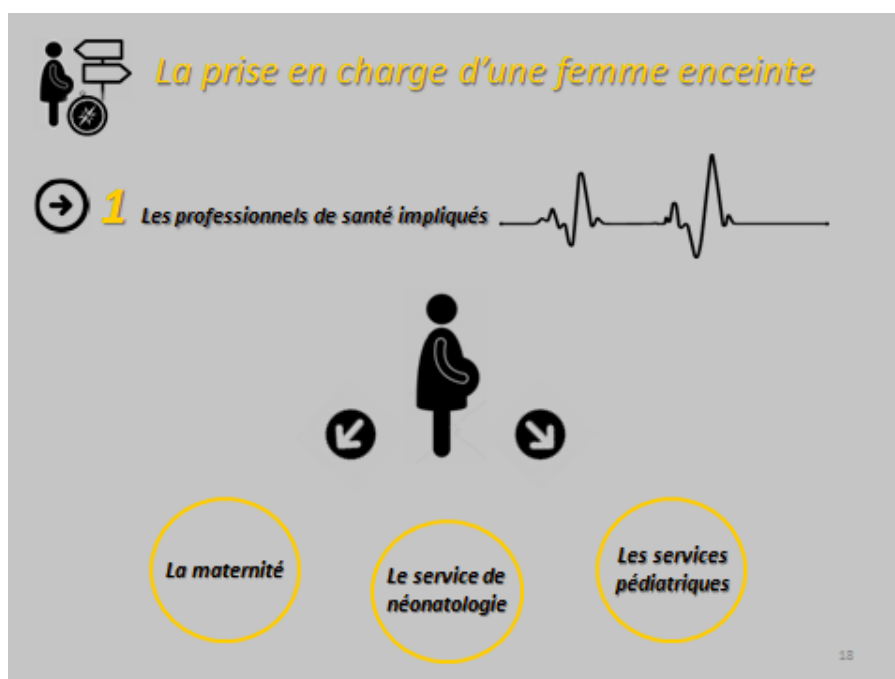 La prise en charge d'une femme enceinte
1 Les professionnels de santé impliqués
La maternité
Le service de
néonatologie
Les services
pédiatriques
18